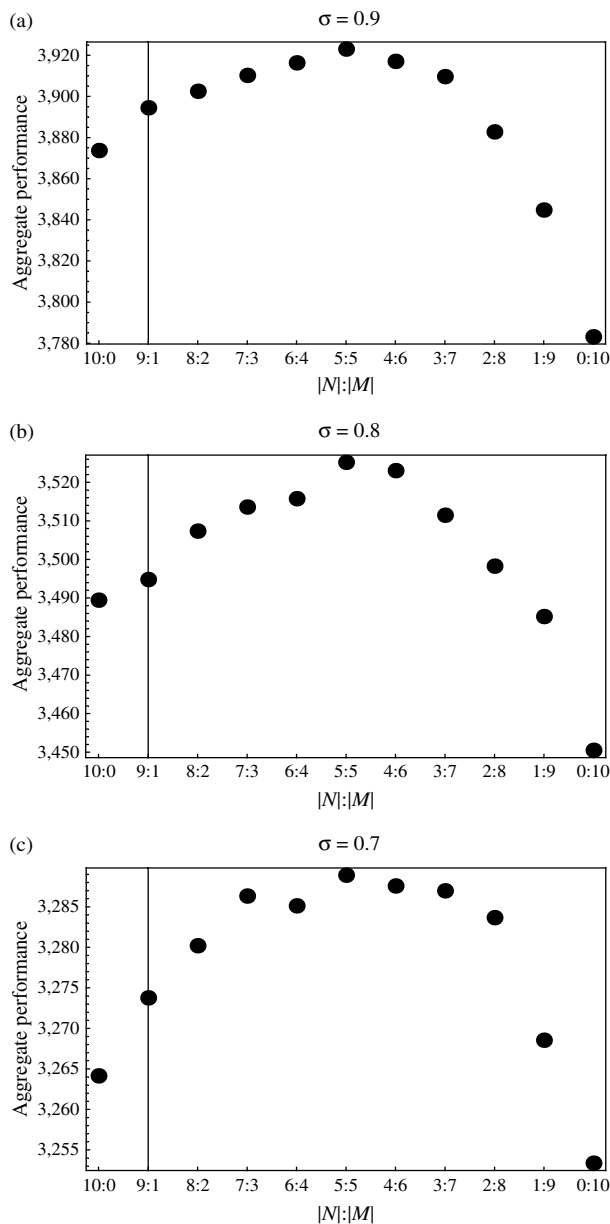 (a)
σ = 0.9
Aggregate performance
3,920
3,900
3,880
3,860
3,840
3,820
3,800
3,780
10:0 9:1 8:2 7:3 6:4 5:5 4:6 3:7 2:8 1:9 0:10
|N|:|M|
(b)
σ = 0.8
Aggregate performance
3,520
3,510
3,500
3,490
3,480
3,470
3,460
3,450
10:0 9:1 8:2 7:3 6:4 5:5 4:6 3:7 2:8 1:9 0:10
|N|:|M|
(c)
σ = 0.7
Aggregate performance
3,285
3,280
3,275
3,270
3,265
3,260
3,255
10:0 9:1 8:2 7:3 6:4 5:5 4:6 3:7 2:8 1:9 0:10
|N|:|M|